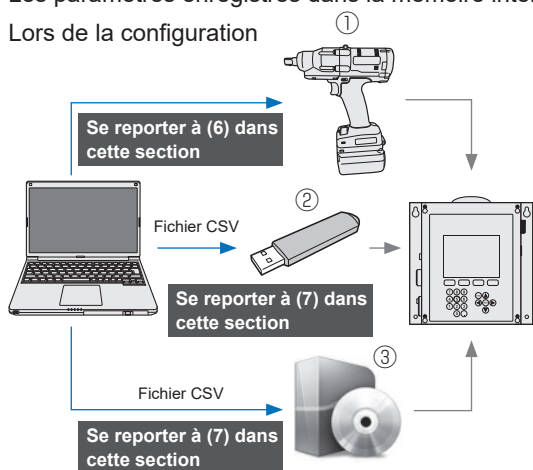 Les paramètres enregistrés dans la mémoire inter
Lors de la configuration
①
Se reporter à (6) dans
cette section
②
Fichier CSV
Se reporter à (7) dans
cette section
③
Fichier CSV
Se reporter à (7) dans
cette section